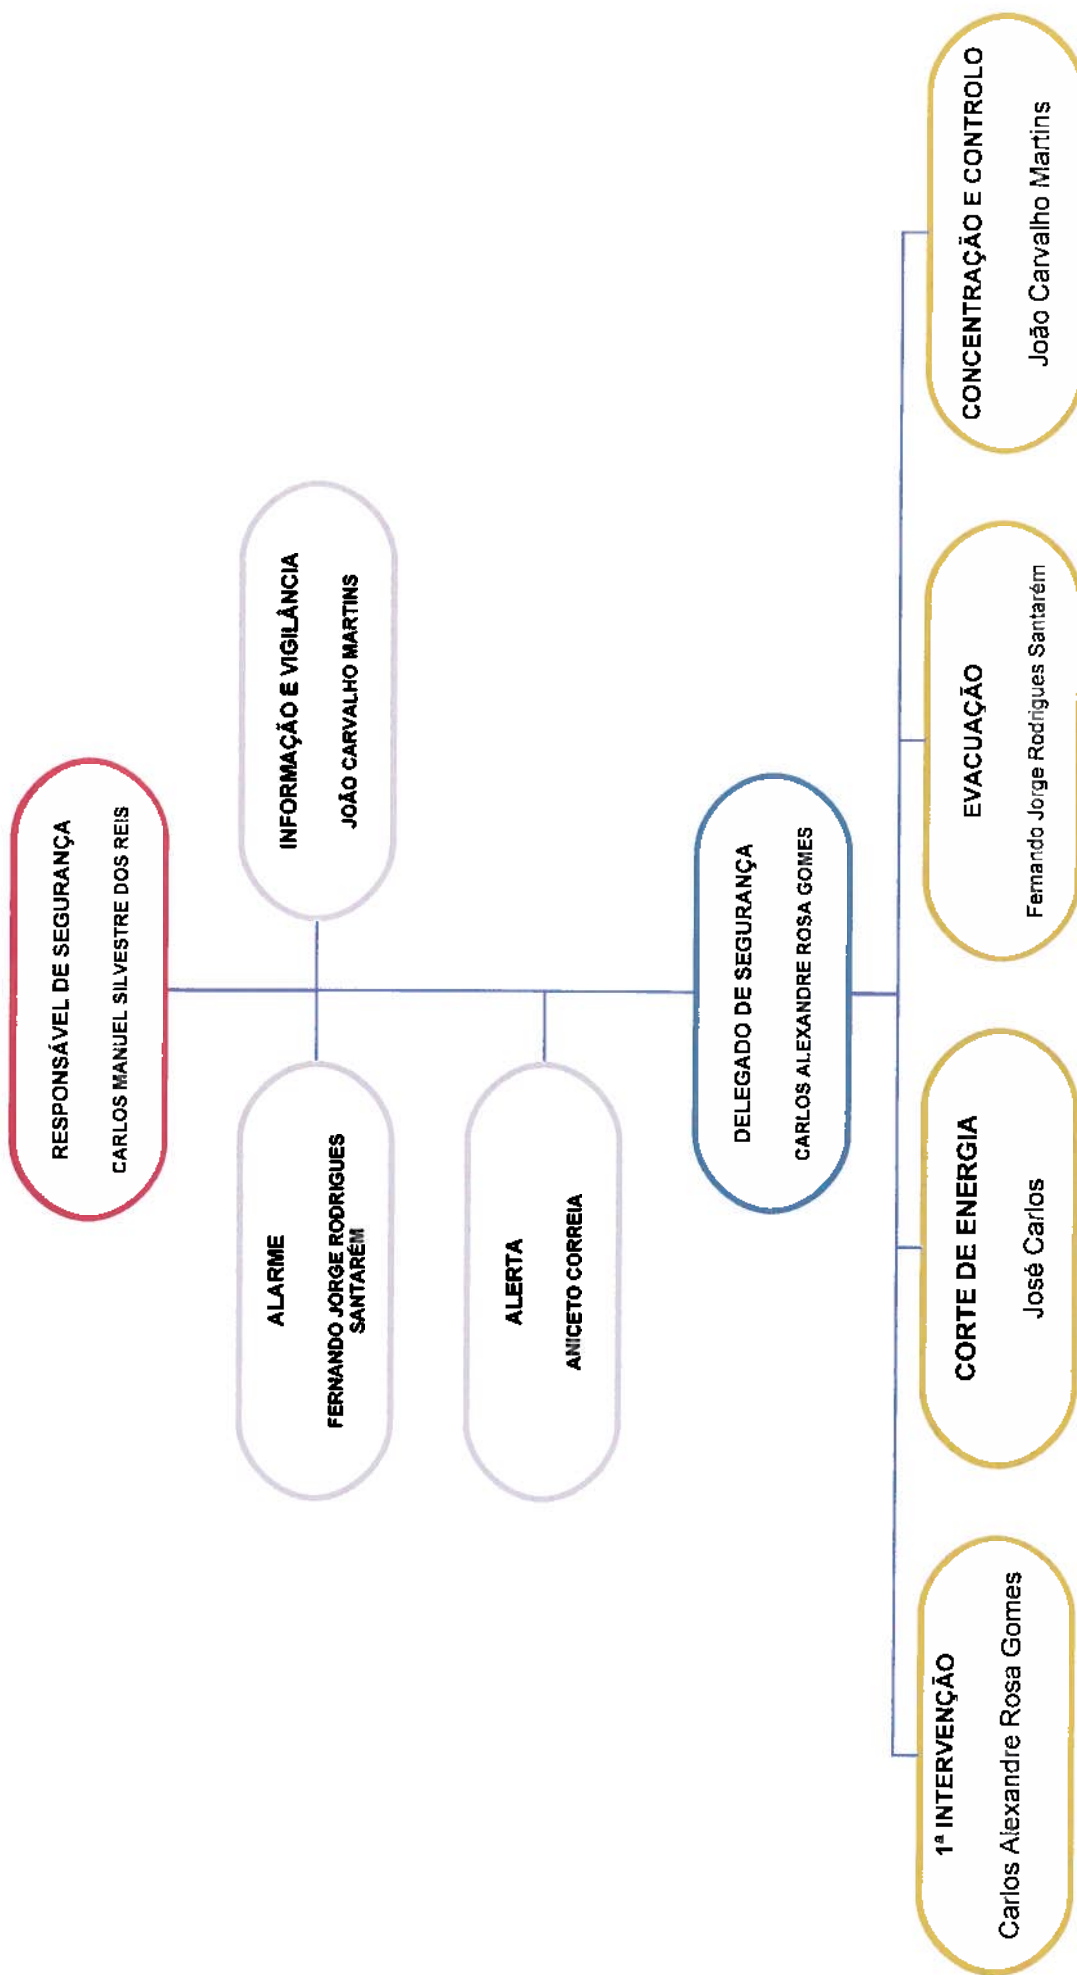 RESPONSÁVEL DE SEGURANÇA
CARLOS MANUEL SILVESTRE DOS REIS
ALARME
FERNANDO JORGE RODRIGUES
SANTARÉM
INFORMAÇÃO E VIGILÂNCIA
JOÃO CARVALHO MARTINS
ALERTA
ANICETO CORREIA
DELEGADO DE SEGURANÇA
CARLOS ALEXANDRE ROSA GOMES
1ª INTERVENÇÃO
Carlos Alexandre Rosa Gomes
CORTE DE ENERGIA
José Carlos
EVACUAÇÃO
Fernando Jorge Rodrigues Santarém
CONCENTRAÇÃO E CONTROLO
João Carvalho Martins